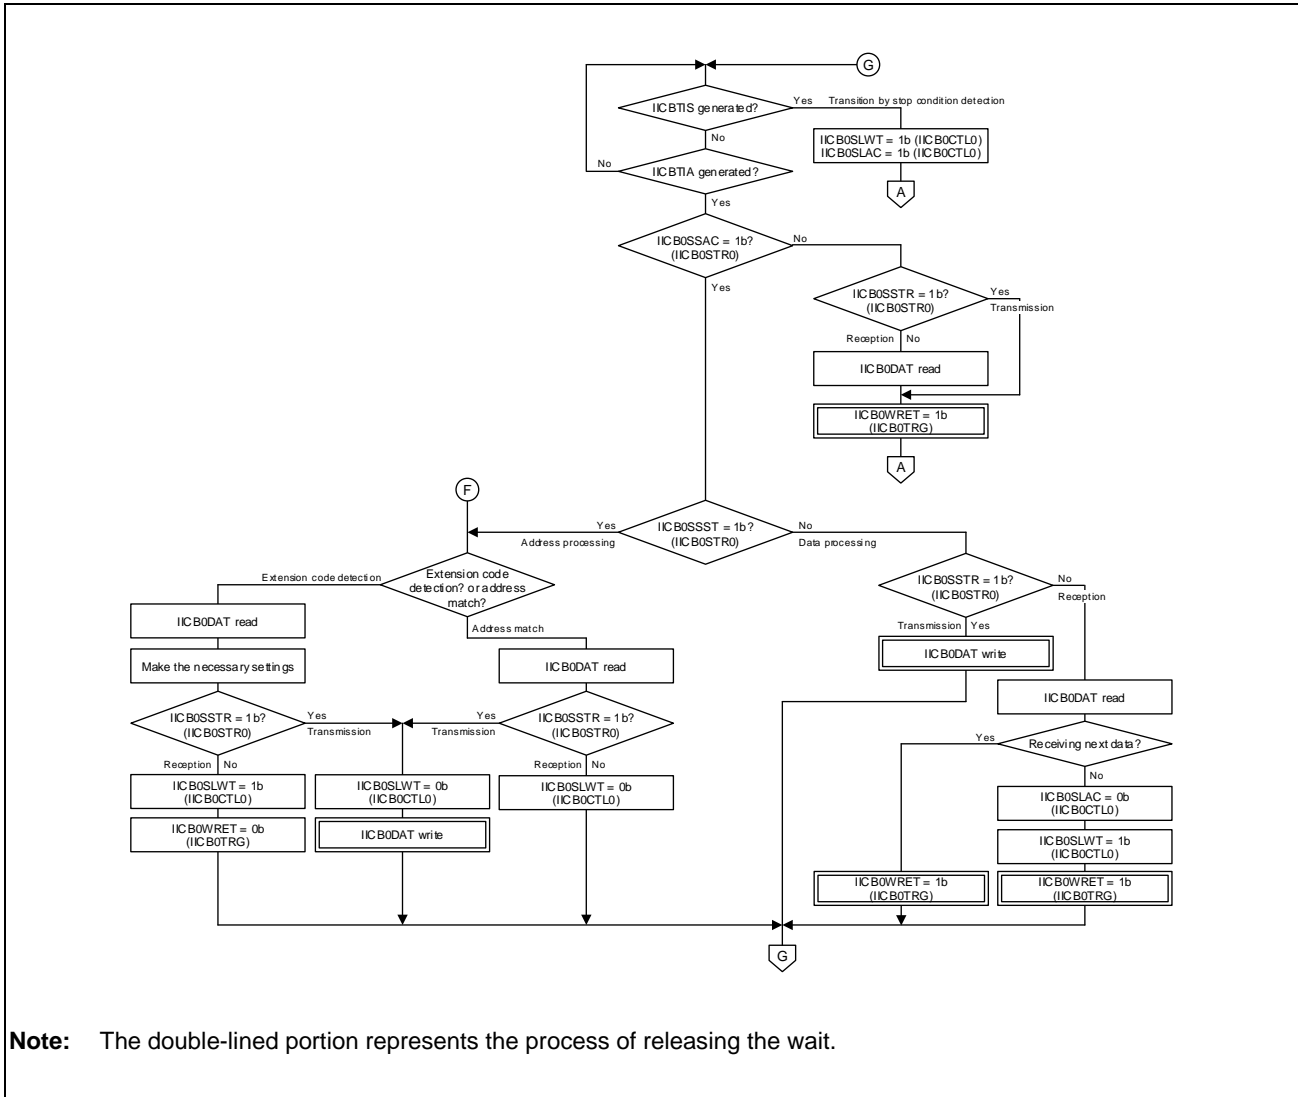 G
IICBTIS generated?
Yes
Transition by stop condition detection
No
IICB0SLWT = 1b (IICB0CTL0)
IICB0SLAC = 1b (IICB0CTL0)
No
IICBTIA generated?
A
Yes
IICB0SSAC = 1b?
(IICB0STR0)
No
Yes
IICB0SSTR = 1b?
(IICB0STR0)
Yes
Transmission
Reception
No
IICB0DAT read
IICB0WRET = 1b
(IICB0TRG)
A
F
Yes
Address processing
IICB0SSST = 1b?
(IICB0STR0)
No
Data processing
Extension code detection
Extension code
detection? or address
match?
IICB0SSTR = 1b?
(IICB0STR0)
No
Reception
IICB0DAT read
Address match
Transmission
Yes
IICB0DAT write
Make the necessary settings
IICB0DAT read
IICB0DAT read
IICB0SSTR = 1b?
(IICB0STR0)
Yes
Transmission
Yes
Transmission
IICB0SSTR = 1b?
(IICB0STR0)
Yes
Receiving next data?
Reception
No
Reception
No
No
IICB0SLWT = 1b
(IICB0CTL0)
IICB0SLWT = 0b
(IICB0CTL0)
IICB0SLWT = 0b
(IICB0CTL0)
IICB0SLAC = 0b
(IICB0CTL0)
IICB0WRET = 0b
(IICB0TRG)
IICB0DAT write
IICB0SLWT = 1b
(IICB0CTL0)
IICB0WRET = 1b
(IICB0TRG)
IICB0WRET = 1b
(IICB0TRG)
G
Note: The double-lined portion represents the process of releasing the wait.